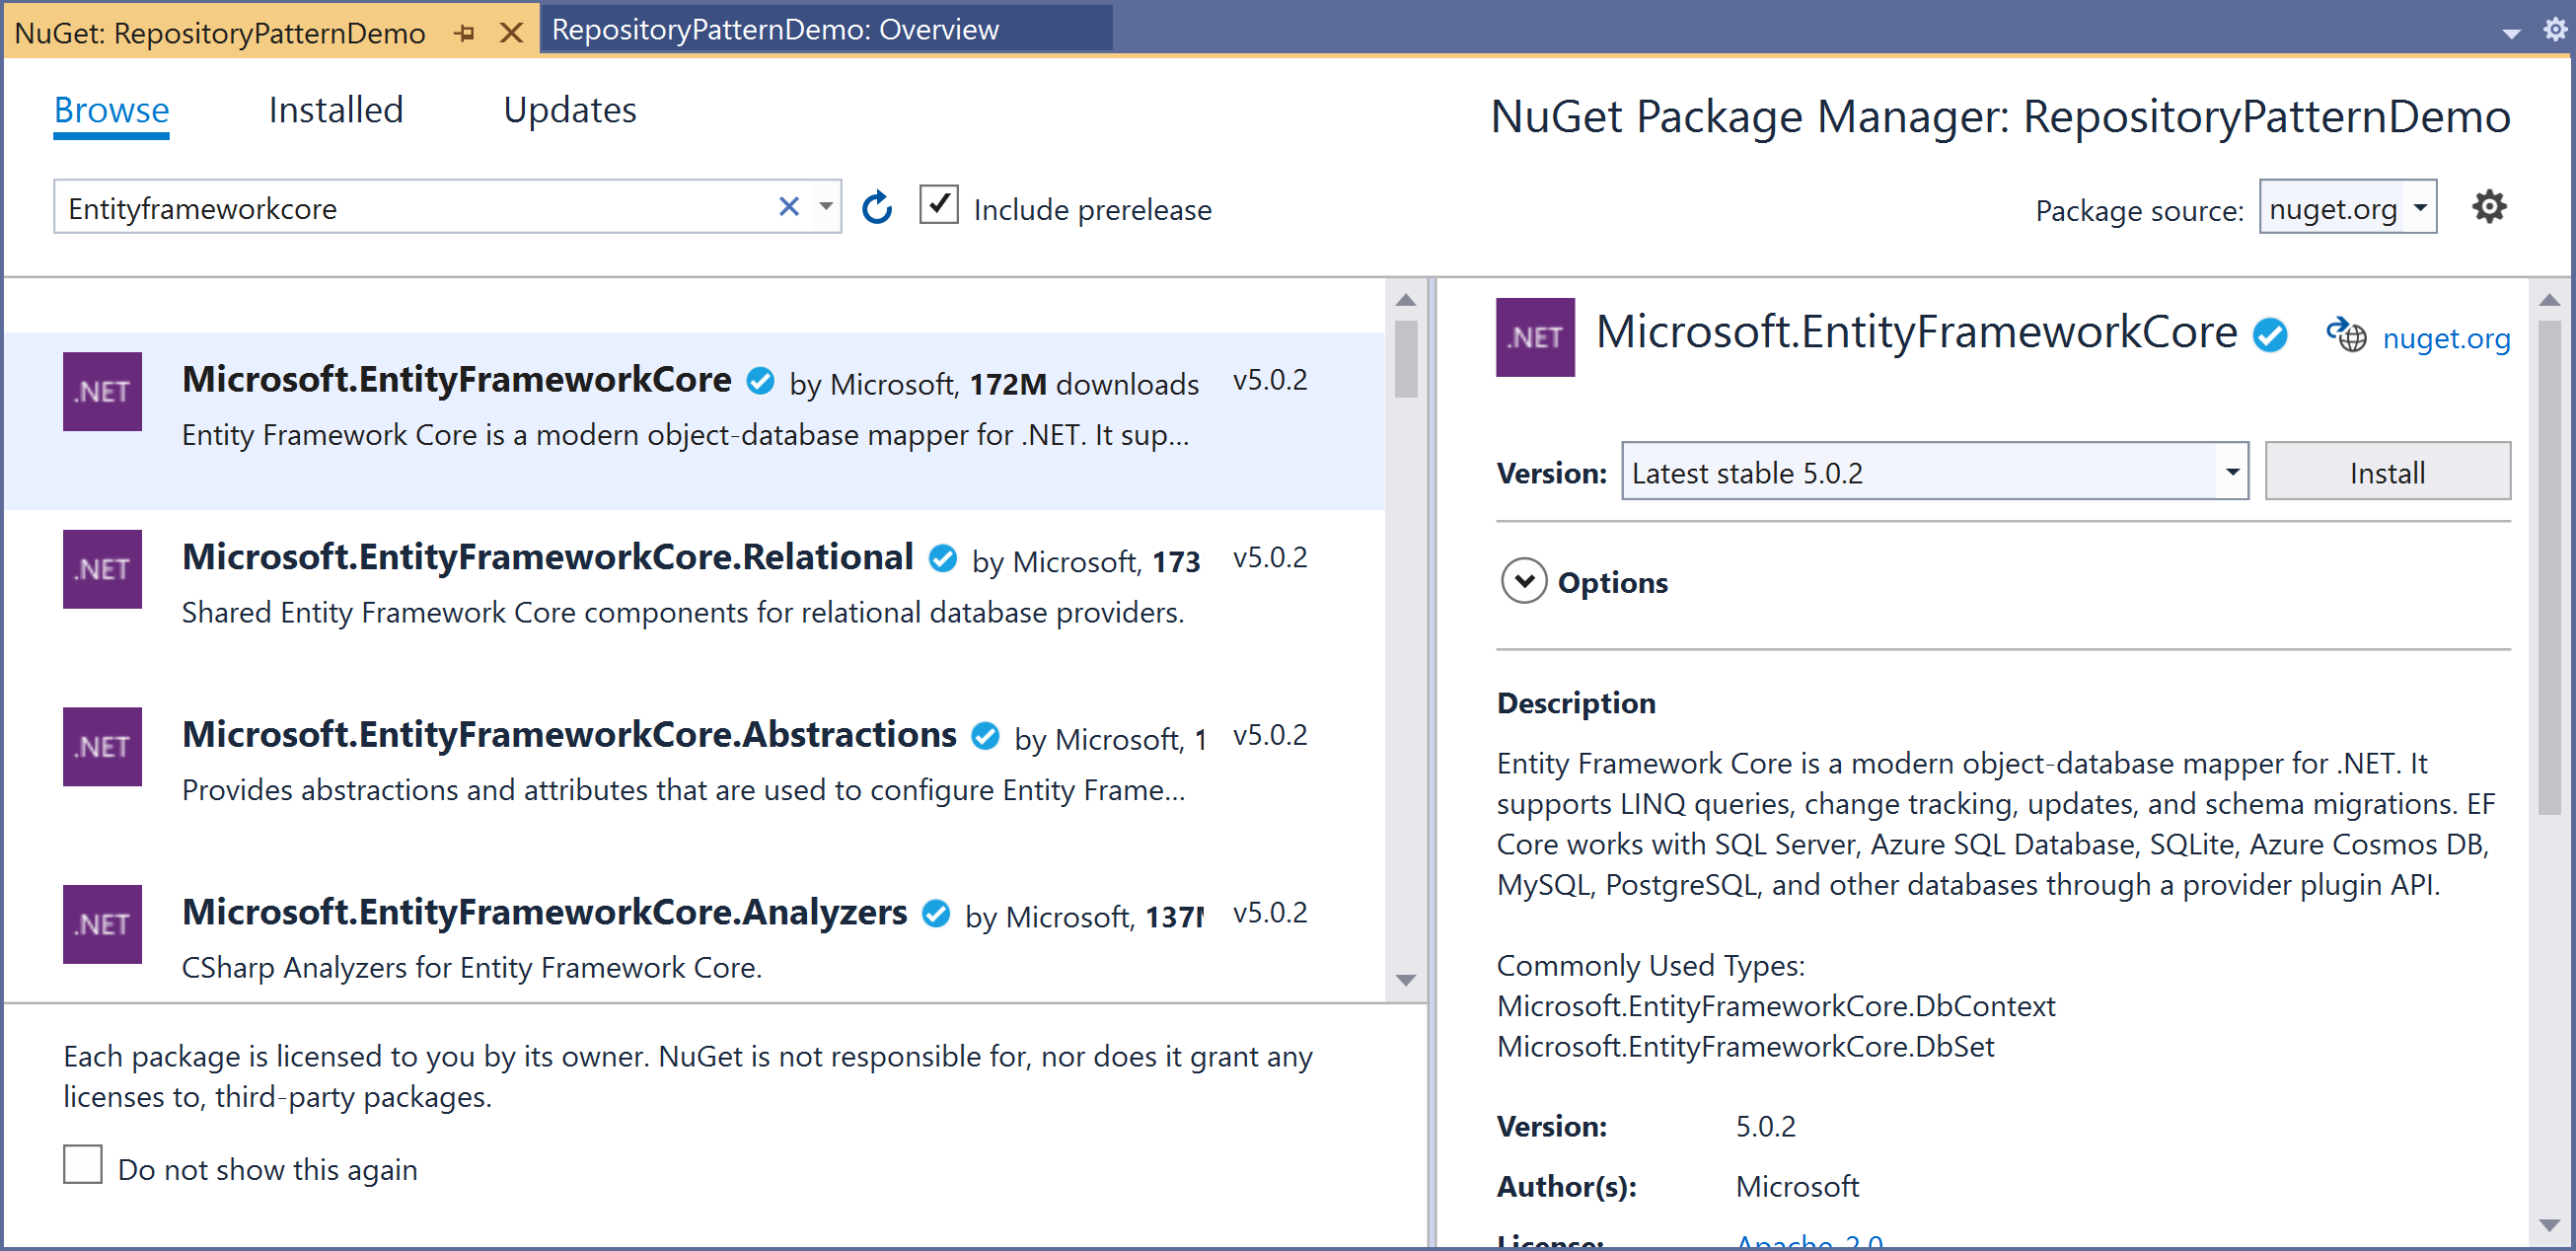 NuGet: RepositoryPatternDemo
RepositoryPatternDemo: Overview
Browse Installed Updates
NuGet Package Manager: RepositoryPatternDemo
Entityframeworkcore
Include prerelease
Package source: nuget.org
.NET
Microsoft.EntityFrameworkCore by Microsoft, 172M downloads v5.0.2
Entity Framework Core is a modern object-database mapper for .NET. It sup...
.NET
Microsoft.EntityFrameworkCore.Relational by Microsoft, 173 v5.0.2
Shared Entity Framework Core components for relational database providers.
.NET
Microsoft.EntityFrameworkCore.Abstractions by Microsoft, 1 v5.0.2
Provides abstractions and attributes that are used to configure Entity Frame...
.NET
Microsoft.EntityFrameworkCore.Analyzers by Microsoft, 137M v5.0.2
CSharp Analyzers for Entity Framework Core.
Each package is licensed to you by its owner. NuGet is not responsible for, nor does it grant any
licenses to, third-party packages.
Do not show this again
.NET
Microsoft.EntityFrameworkCore nuget.org
Version: Latest stable 5.0.2 Install
Options
Description
Entity Framework Core is a modern object-database mapper for .NET. It
supports LINQ queries, change tracking, updates, and schema migrations. EF
Core works with SQL Server, Azure SQL Database, SQLite, Azure Cosmos DB,
MySQL, PostgreSQL, and other databases through a provider plugin API.
Commonly Used Types:
Microsoft.EntityFrameworkCore.DbContext
Microsoft.EntityFrameworkCore.DbSet
Version: 5.0.2
Author(s): Microsoft
License: Apache-2.0